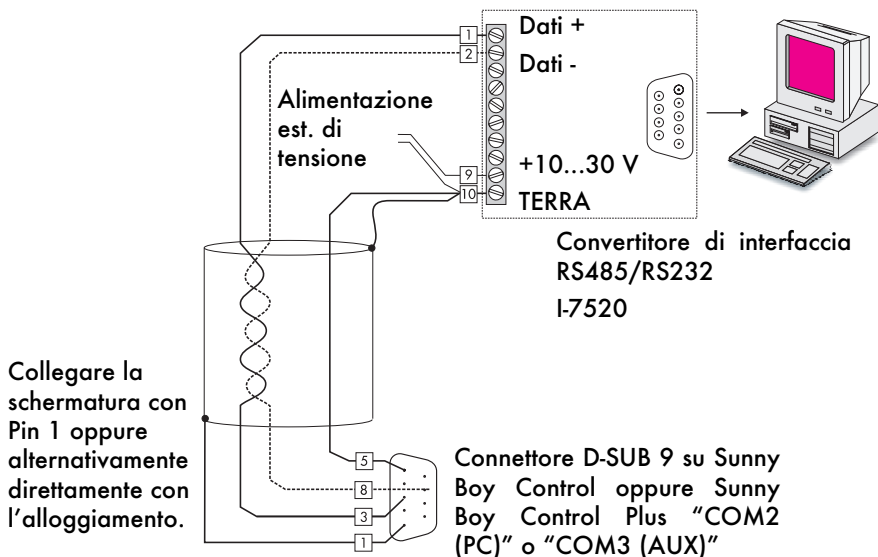 1
2
Dati +
Dati -
Alimentazione
est. di
tensione
9
10
+10...30 V
TERRA
Convertitore di interfaccia
RS485/RS232
I-7520
Collegare la
schermatura con
Pin 1 oppure
alternativamente
direttamente con
l’alloggiamento.
5
8
3
1
Connettore D-SUB 9 su Sunny
Boy Control oppure Sunny
Boy Control Plus “COM2
(PC)” o “COM3 (AUX)”